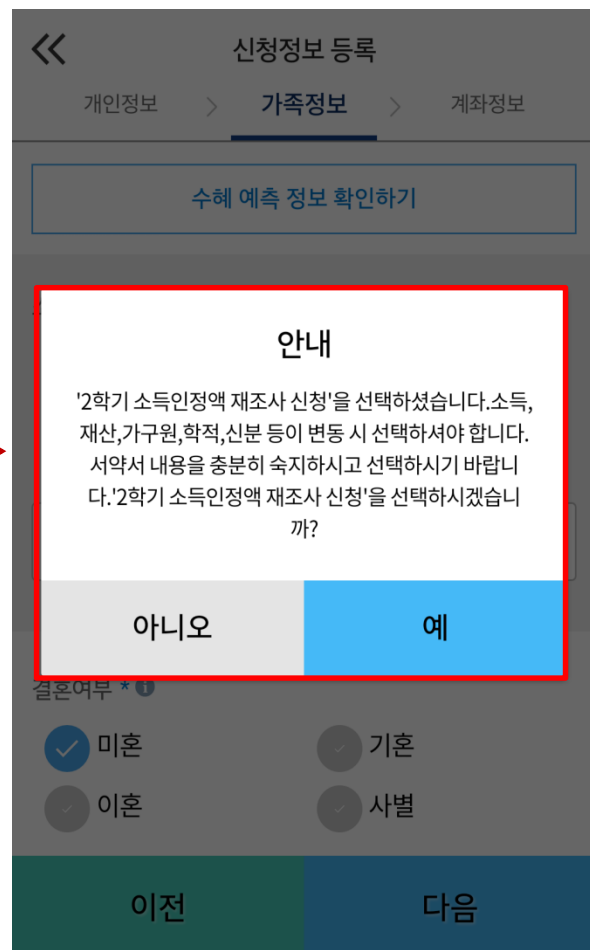 신청정보 등록
개인정보 > 가족정보 > 계좌정보
수혜 예측 정보 확인하기
안내
'2학기 소득인정액 재조사 신청'을 선택하셨습니다.소득,
재산,가구원,학적,신분 등이 변동 시 선택하셔야 합니다.
서약서 내용을 충분히 숙지하시고 선택하시기 바랍니
다.'2학기 소득인정액 재조사 신청'을 선택하시겠습니
까?
아니오 예
결혼여부 *
미혼 기혼
이혼 사별
이전 다음